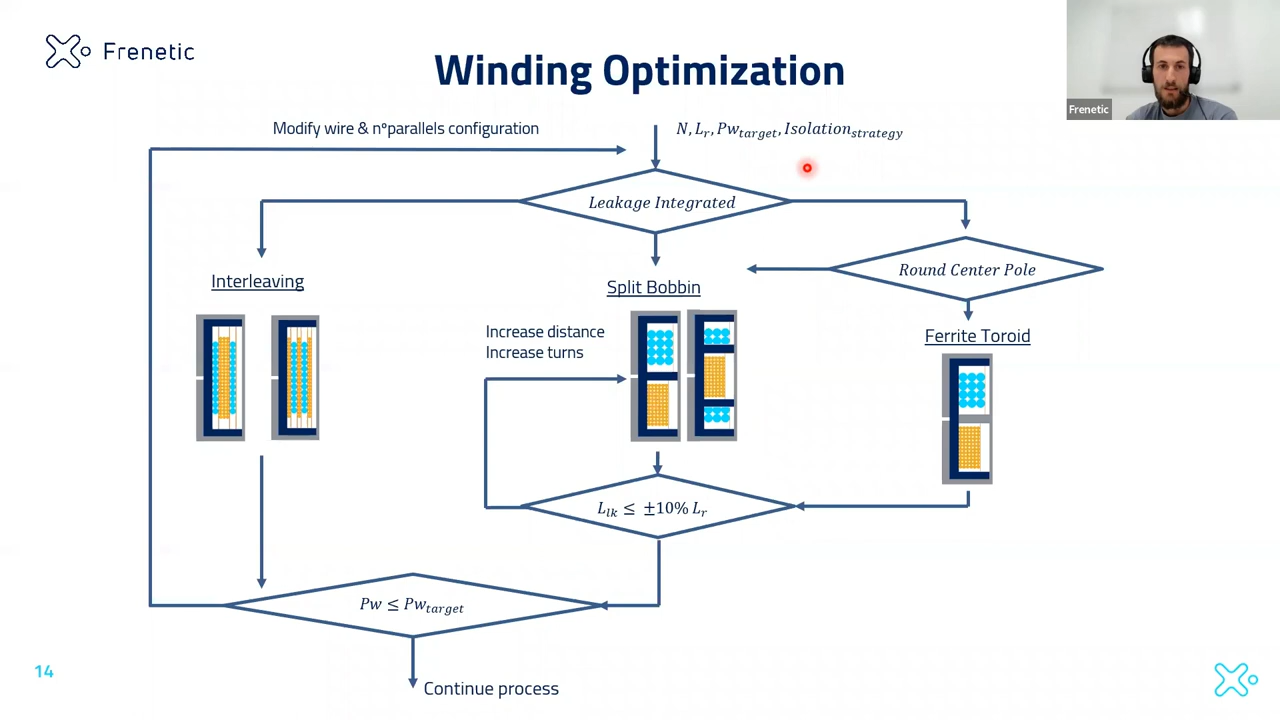 Frenetic
Winding Optimization
Frenetic
Modify wire & nºparallels configuration
N, Lr, Pwtarget, Isolationstrategy
Leakage Integrated
Round Center Pole
Interleaving
Split Bobbin
Increase distance
Increase turns
Ferrite Toroid
Llk ≤ ±10% Lr
Pw ≤ Pwtarget
14
Continue process